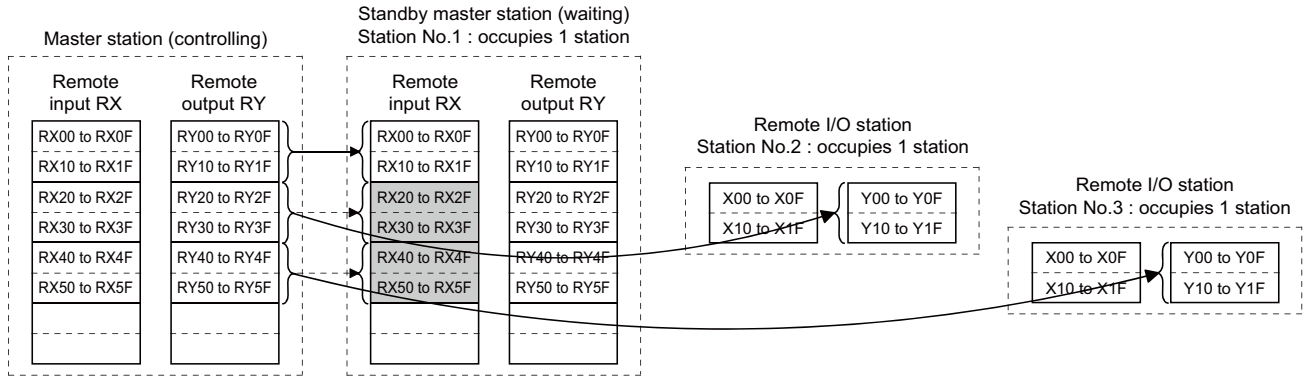 Master station (controlling)
Remote
input RX
Remote
output RY
RX00 to RX0F
RY00 to RY0F
RX10 to RX1F
RY10 to RY1F
RX20 to RX2F
RY20 to RY2F
RX30 to RX3F
RY30 to RY3F
RX40 to RX4F
RY40 to RY4F
RX50 to RX5F
RY50 to RY5F
Standby master station (waiting)
Station No.1 : occupies 1 station
Remote
input RX
Remote
output RY
RX00 to RX0F
RY00 to RY0F
RX10 to RX1F
RY10 to RY1F
RX20 to RX2F
RY20 to RY2F
RX30 to RX3F
RY30 to RY3F
RX40 to RX4F
RY40 to RY4F
RX50 to RX5F
RY50 to RY5F
Remote I/O station
Station No.2 : occupies 1 station
X00 to X0F
Y00 to Y0F
X10 to X1F
Y10 to Y1F
Remote I/O station
Station No.3 : occupies 1 station
X00 to X0F
Y00 to Y0F
X10 to X1F
Y10 to Y1F